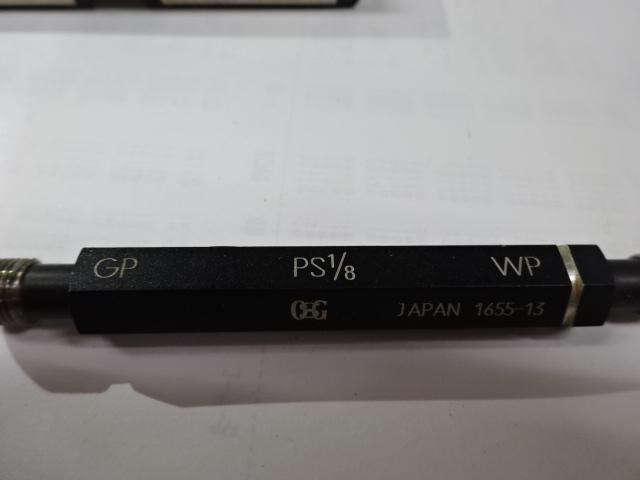 GP PS1/8 WP
OSG JAPAN 1655-13